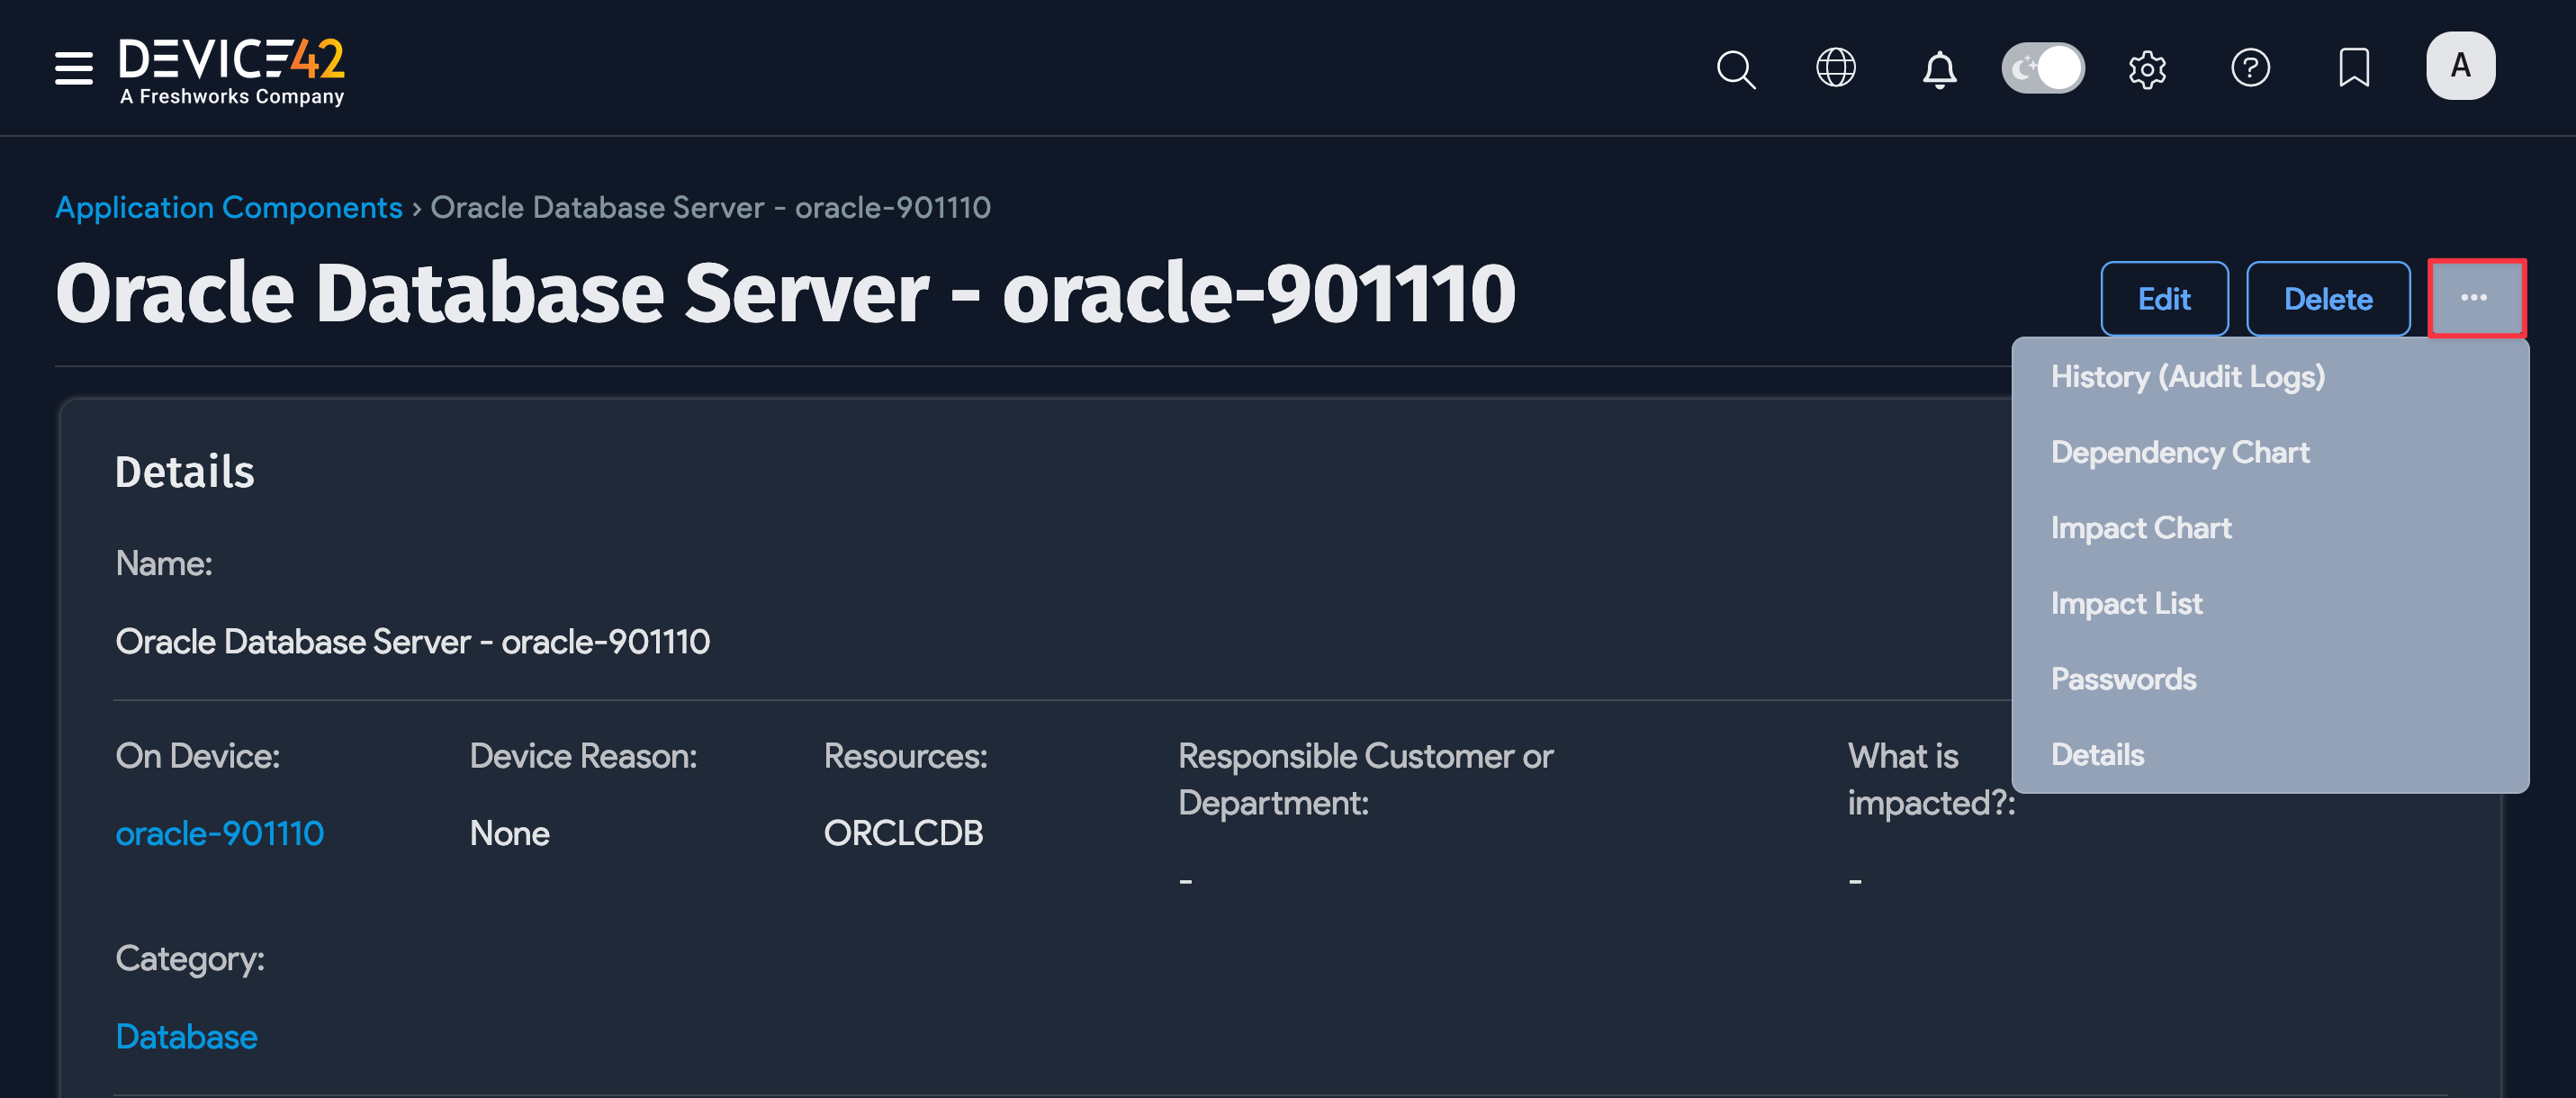 DEVICE42
A Freshworks Company
A
Application Components › Oracle Database Server - oracle-901110
Oracle Database Server - oracle-901110
Edit
Delete
...
History (Audit Logs)
Dependency Chart
Impact Chart
Impact List
Passwords
Details
Details
Name:
Oracle Database Server - oracle-901110
On Device:
oracle-901110
Device Reason:
None
Resources:
ORCLCDB
Responsible Customer or
Department:
-
What is
impacted?:
-
Category:
Database